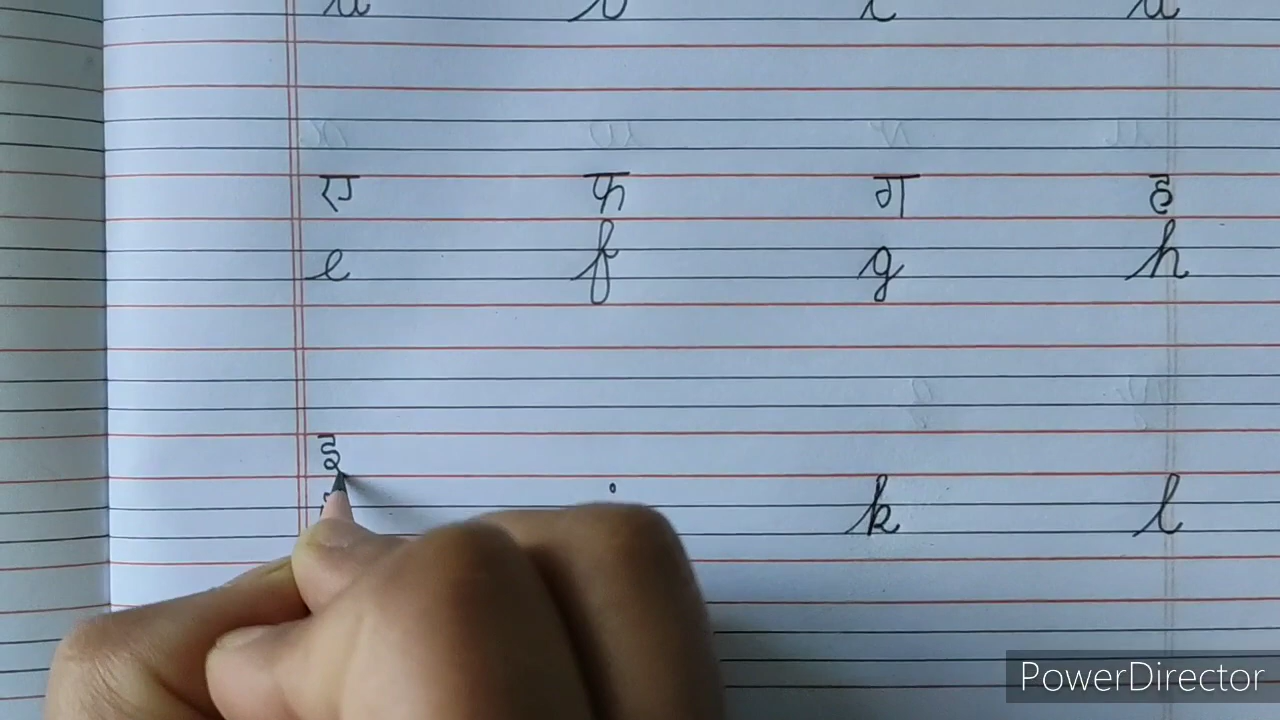 फ ग ह
e f g h
इ
k l
PowerDirector